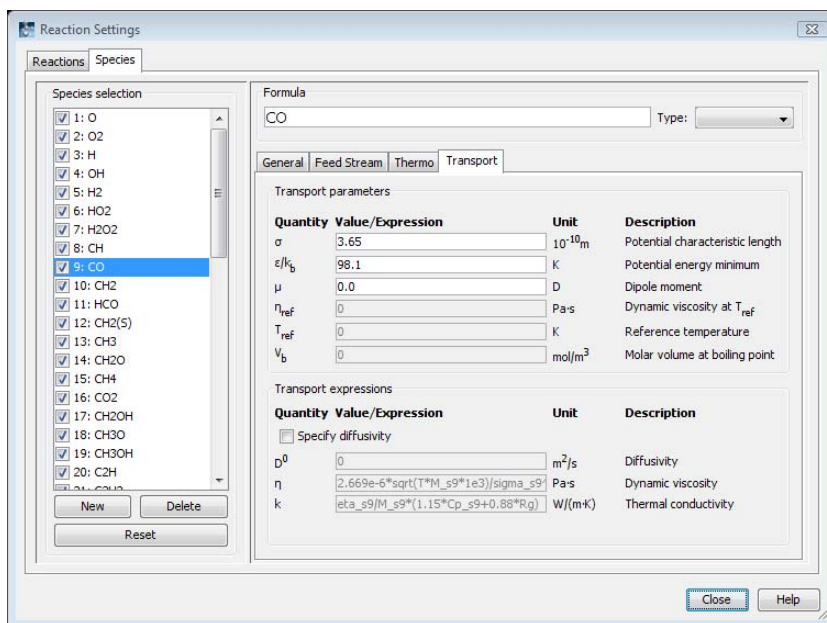 Reaction Settings
Reactions Species
Species selection
1: O
2: O2
3: H
4: OH
5: H2
6: HO2
7: H2O2
8: CH
9: CO
10: CH2
11: HCO
12: CH2(S)
13: CH3
14: CH2O
15: CH4
16: CO2
17: CH2OH
18: CH3O
19: CH3OH
20: C2H
New Delete
Reset
Formula
CO Type:
General Feed Stream Thermo Transport
Transport parameters
Quantity Value/Expression Unit Description
σ 3.65 10⁻¹⁰m Potential characteristic length
ε/k_b 98.1 K Potential energy minimum
μ 0.0 D Dipole moment
η_ref 0 Pa·s Dynamic viscosity at T_ref
T_ref 0 K Reference temperature
V_b 0 mol/m³ Molar volume at boiling point
Transport expressions
Quantity Value/Expression Unit Description
Specify diffusivity
D⁰ 0 m²/s Diffusivity
η 2.669e-6*sqrt(T*M_s9*1e3)/sigma_s9^ Pa·s Dynamic viscosity
k eta_s9/M_s9*(1.15*Cp_s9+0.88*Rg) W/(m·K) Thermal conductivity
Close Help